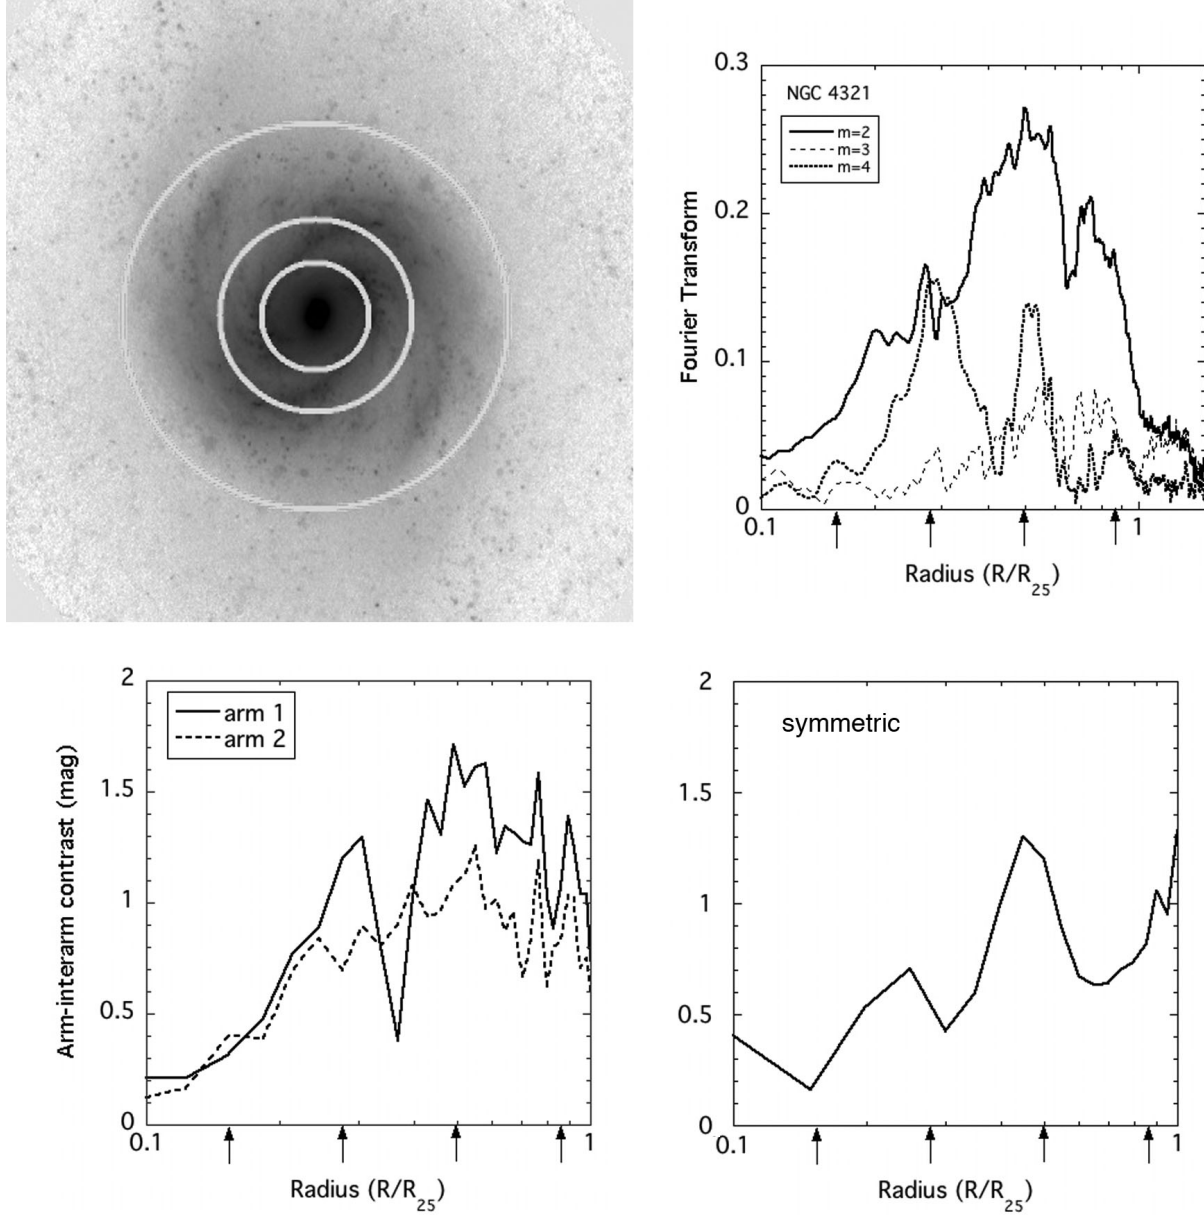 0.3
NGC 4321
m=2
m=3
m=4
0.2
Fourier Transform
0.1
0
0.1
1
Radius (R/R25)
2
arm 1
arm 2
1.5
Arm-interarm contrast (mag)
1
0.5
0
0.1
1
Radius (R/R25)
2
symmetric
1.5
1
0.5
0
0.1
1
Radius (R/R25)